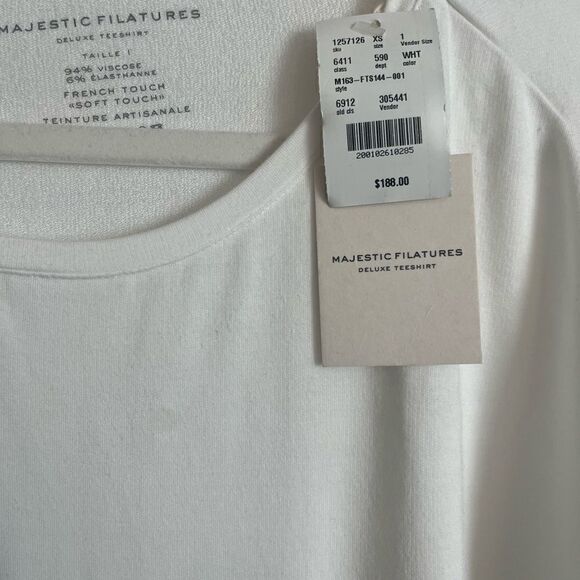 MAJESTIC FILATURES
DELUXE TEESHIRT
TAILLE 1
94% VISCOSE
6% ÉLASTHANNE
FRENCH TOUCH
«SOFT TOUCH»
TEINTURE ARTISANALE
1257126 XS 1
sku size Vendor Size
6411 590 WHT
class dept color
M163-FTS144-001
style
6912 305441
old cls Vendor
200102610285
$188.00
MAJESTIC FILATURES
DELUXE TEESHIRT